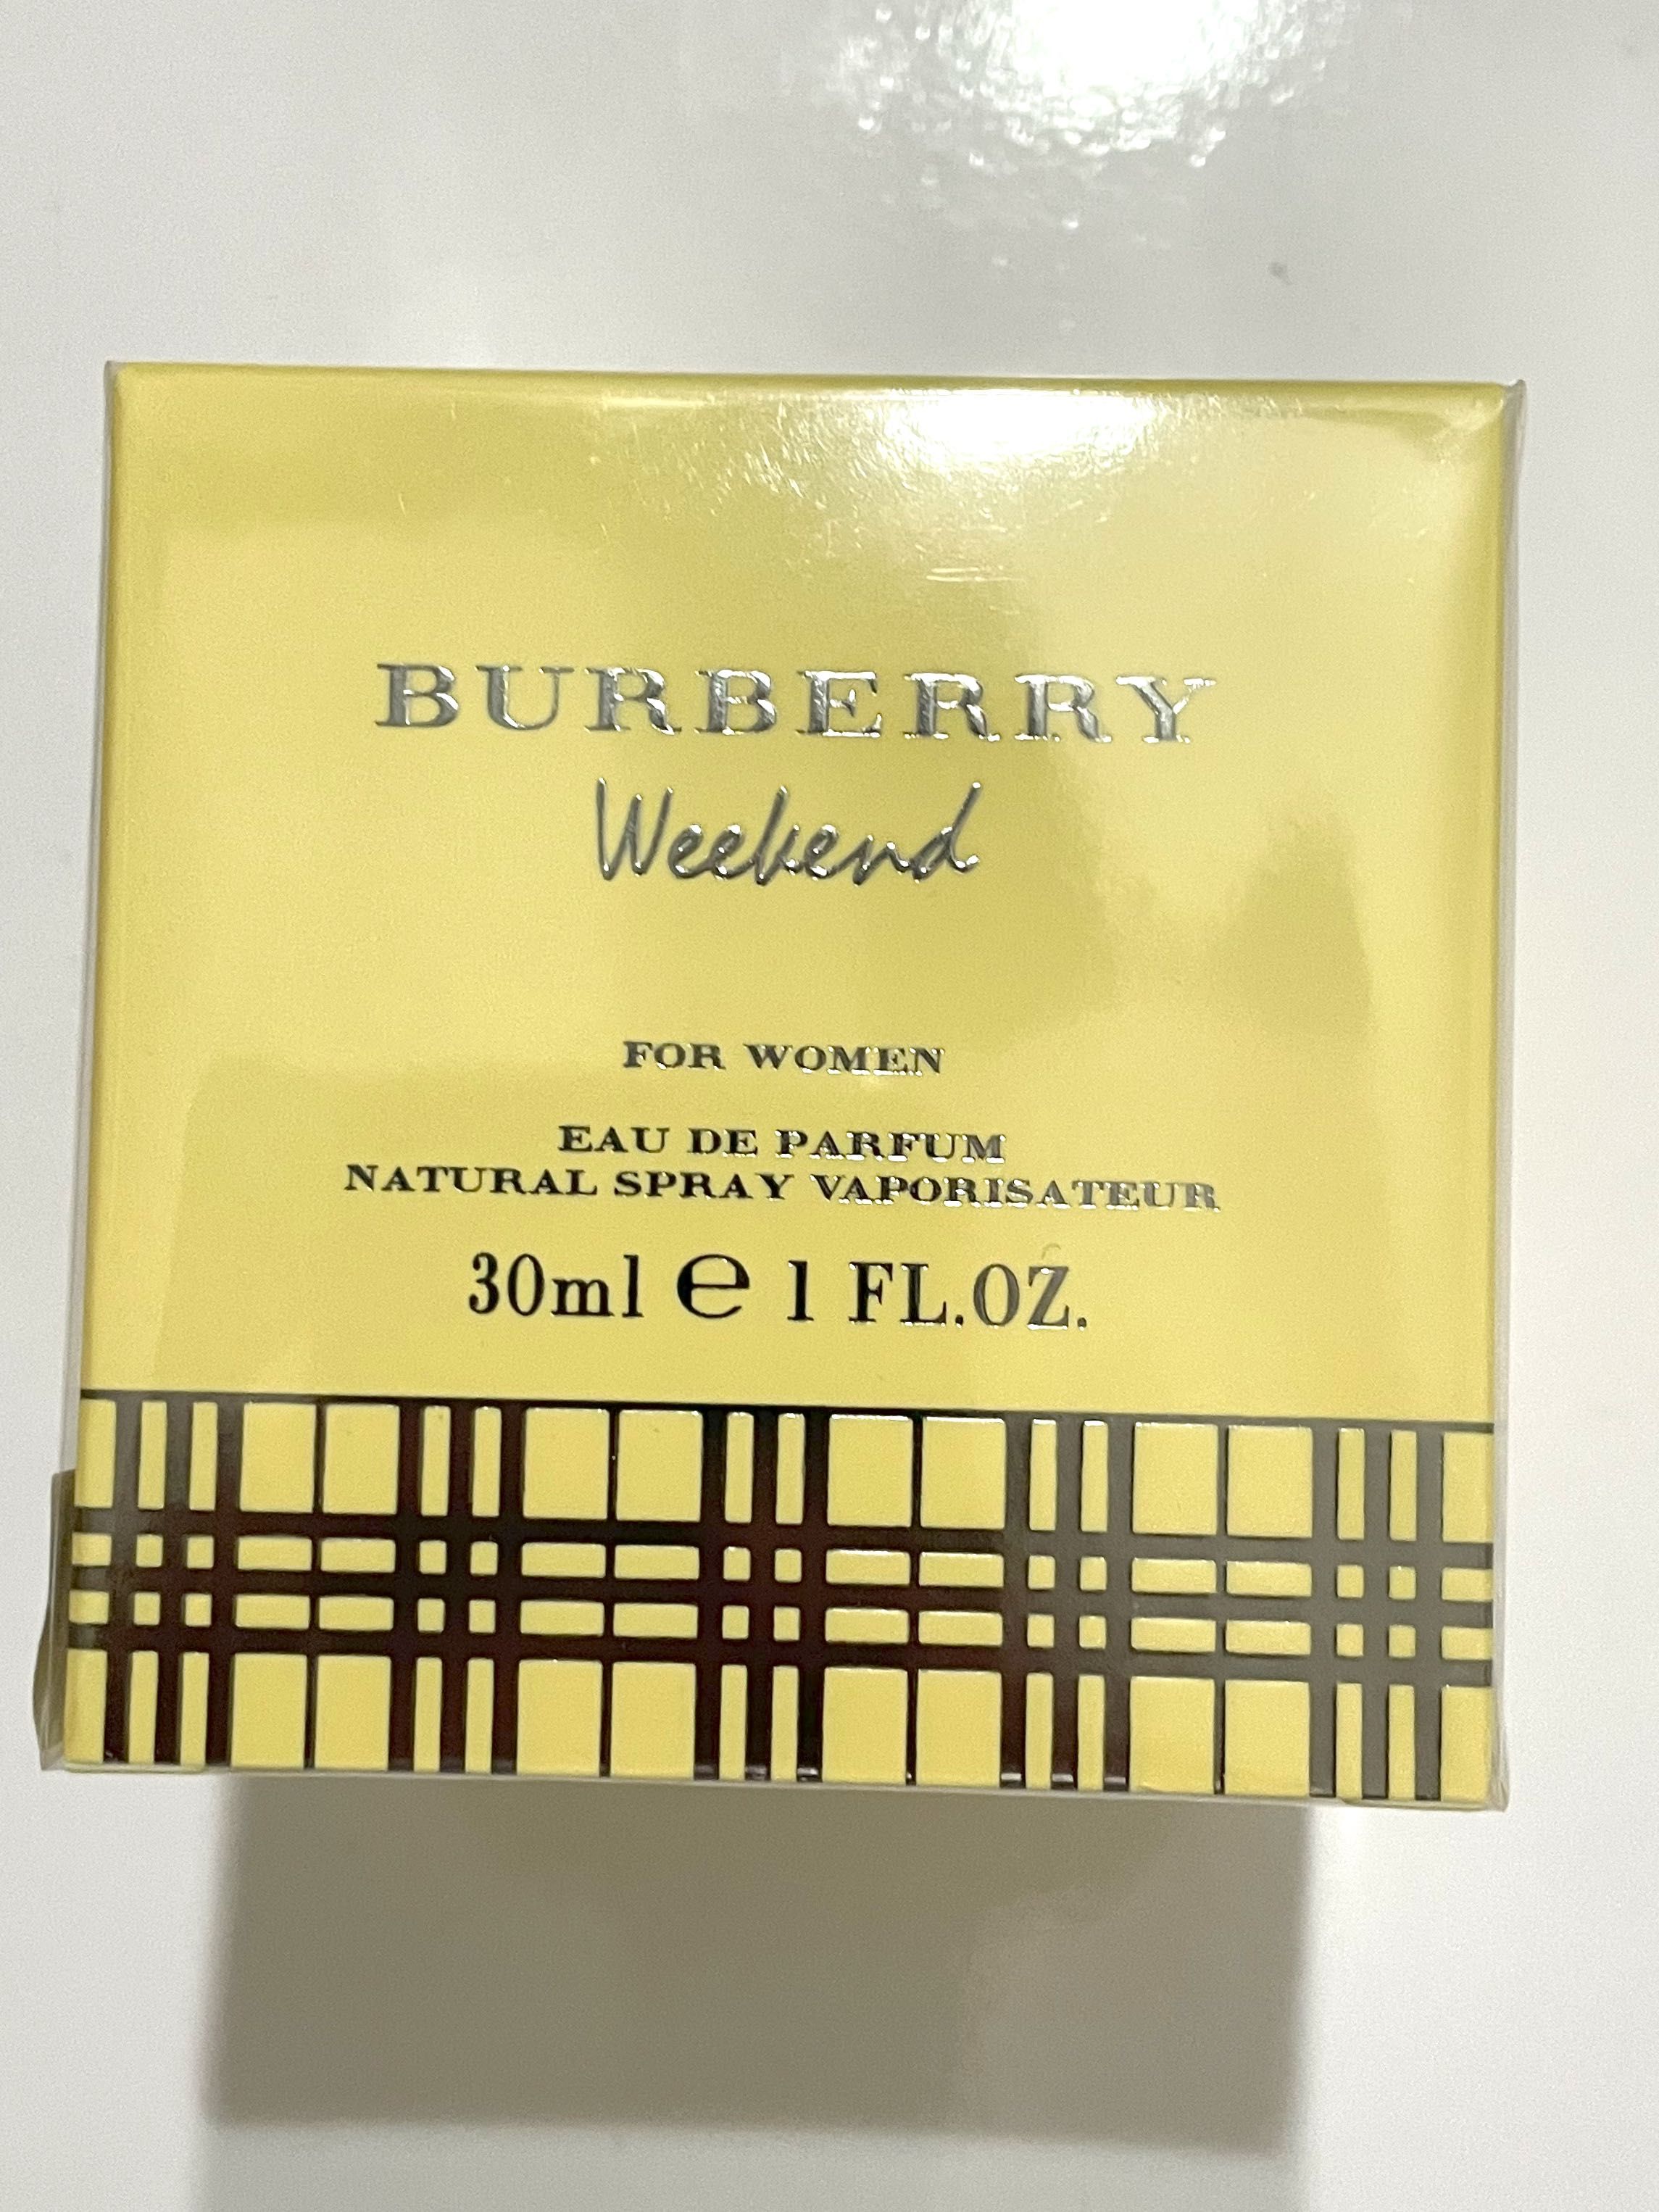 BURBERRY
Weekend
FOR WOMEN
EAU DE PARFUM
NATURAL SPRAY VAPORISATEUR
30ml ℮ 1 FL.OZ.